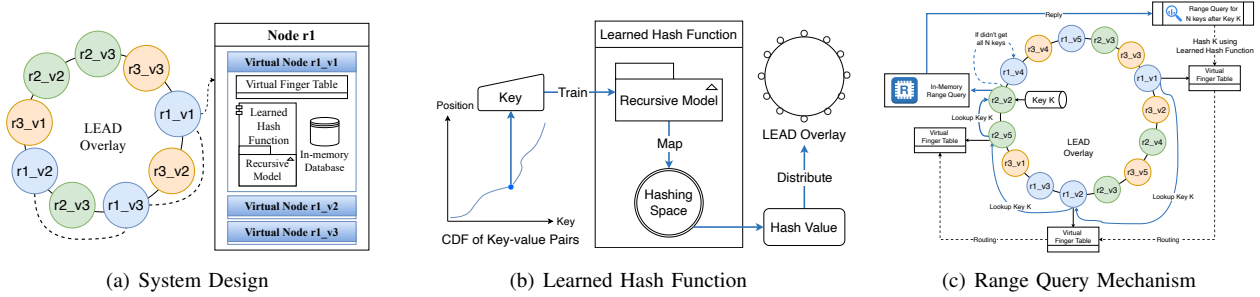 r2_v3
r3_v3
r2_v2
r1_v1
r3_v1
LEAD
Overlay
r1_v2
r3_v2
r2_v3
r1_v3
Node r1
Virtual Node r1_v1
Virtual Finger Table
Learned
Hash
Function
Recursive
Model
In-memory
Database
Virtual Node r1_v2
Virtual Node r1_v3
(a) System Design
Position
Key
Train
Key
CDF of Key-value Pairs
Learned Hash Function
Recursive Model
Map
Hashing
Space
LEAD Overlay
Distribute
Hash Value
(b) Learned Hash Function
Reply
Range Query for
N keys after Key K
If didn't get
all N keys
Hash K using
Learned Hash Function
r1_v5
r2_v3
r3_v4
r3_v3
r1_v4
r1_v1
Virtual
Finger Table
In-Memory
Range Query
R
r2_v2
Key K
r2_v2
Lookup Key K
Virtual
Finger Table
r2_v5
LEAD
Overlay
r2_v4
r3_v1
r3_v5
r1_v3
r2_v3
r1_v2
Lookup Key K
Lookup Key K
Virtual
Finger Table
Routing
Routing
(c) Range Query Mechanism